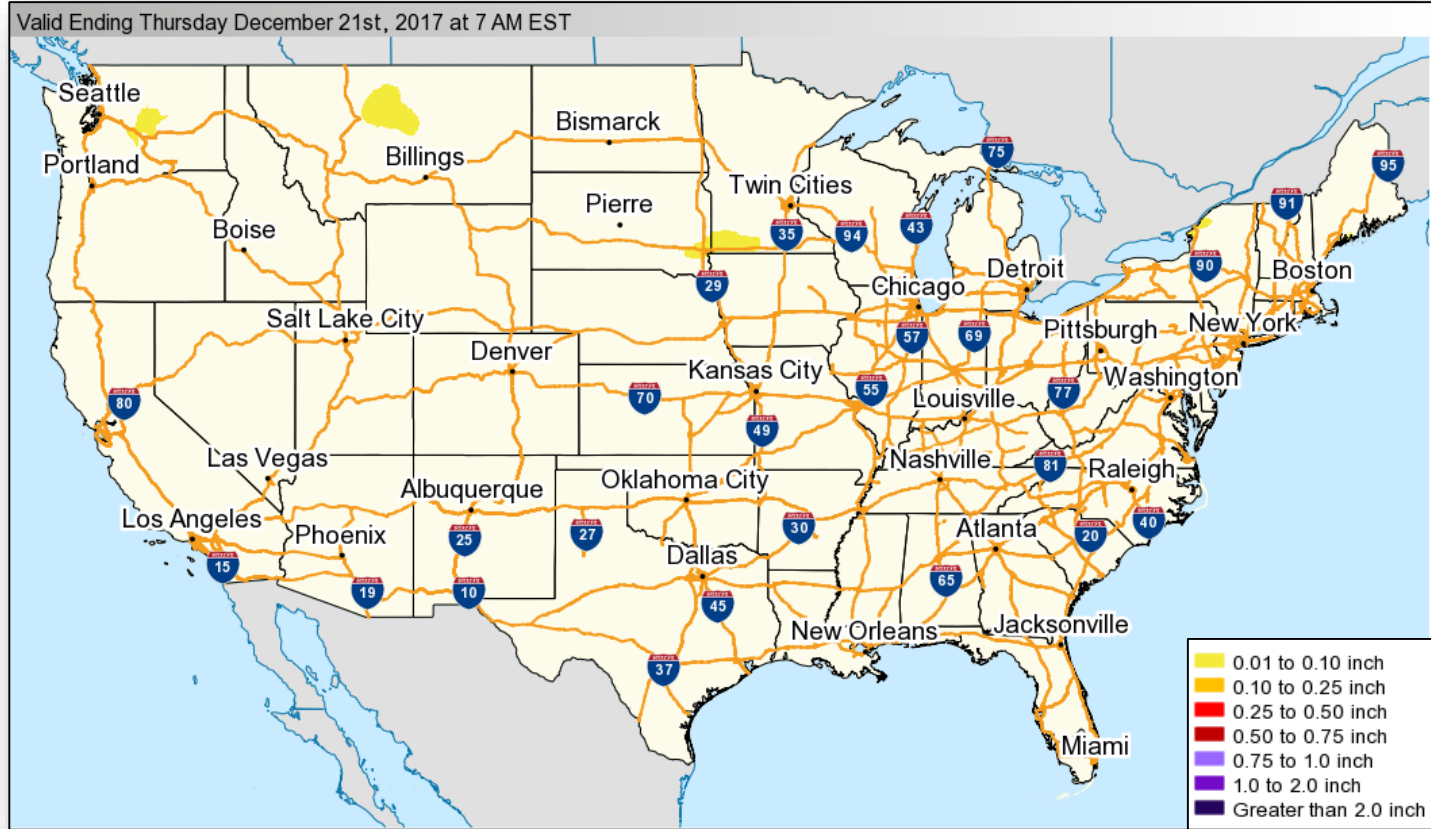 Valid Ending Thursday December 21st, 2017 at 7 AM EST
Seattle
Bismarck
Portland
Billings
75
95
Twin Cities
Pierre
91
Boise
35
94
43
90
Boston
Detroit
29
Chicago
Salt Lake City
57
69
Pittsburgh
New York
Denver
Kansas City
Washington
80
70
55
77
Louisville
49
Las Vegas
Nashville
81
Raleigh
Albuquerque
Oklahoma City
Los Angeles
Phoenix
25
27
30
Atlanta
20
40
15
Dallas
65
19
10
45
New Orleans
Jacksonville
37
Miami
0.01 to 0.10 inch
0.10 to 0.25 inch
0.25 to 0.50 inch
0.50 to 0.75 inch
0.75 to 1.0 inch
1.0 to 2.0 inch
Greater than 2.0 inch